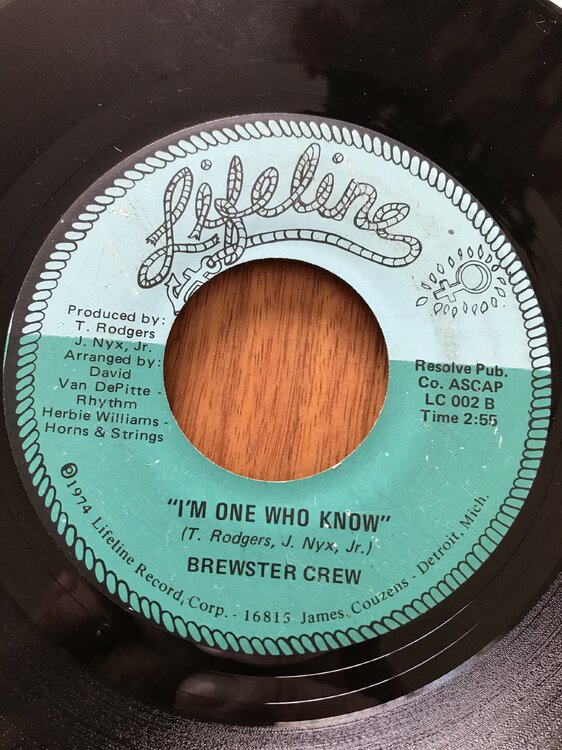 Lifeline
Produced by:
T. Rodgers
J. Nyx, Jr.
Arranged by:
David
Van DePitte -
Rhythm
Herbie Williams -
Horns & Strings
Resolve Pub.
Co. ASCAP
LC 002 B
Time 2:55
"I'M ONE WHO KNOW"
(T. Rodgers, J. Nyx, Jr.)
BREWSTER CREW
℗1974 Lifeline Record, Corp. - 16815 James Couzens - Detroit, Mich.